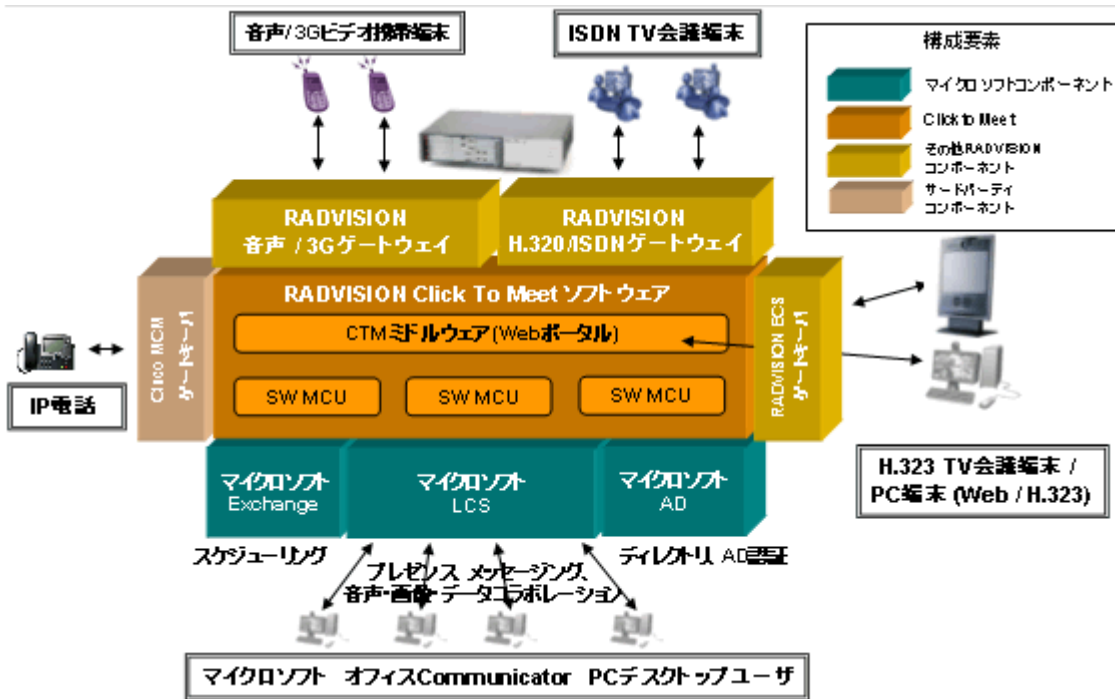 音声/3Gビデオ携帯端末
ISDN TV会議端末
構成要素
マイクロソフトコンポーネント
Click to Meet
その他RADVISION
コンポーネント
サードパーティ
コンポーネント
RADVISION
音声 / 3Gゲートウェイ
RADVISION
H.320/ISDNゲートウェイ
RADVISION Click To Meet ソフトウェア
CTMミドルウェア(Webポータル)
SW MCU
SW MCU
SW MCU
Cisco MCM
ゲートキーパ
RADVISION ECS
ゲートキーパ
IP電話
H.323 TV会議端末 /
PC端末 (Web / H.323)
マイクロソフト
Exchange
マイクロソフト
LCS
マイクロソフト
AD
スケジューリング
ディレクトリ、AD認証
プレゼンス、メッセージング、
音声・画像・データコラボレーション
マイクロソフト オフィスCommunicator PCデスクトップユーザ